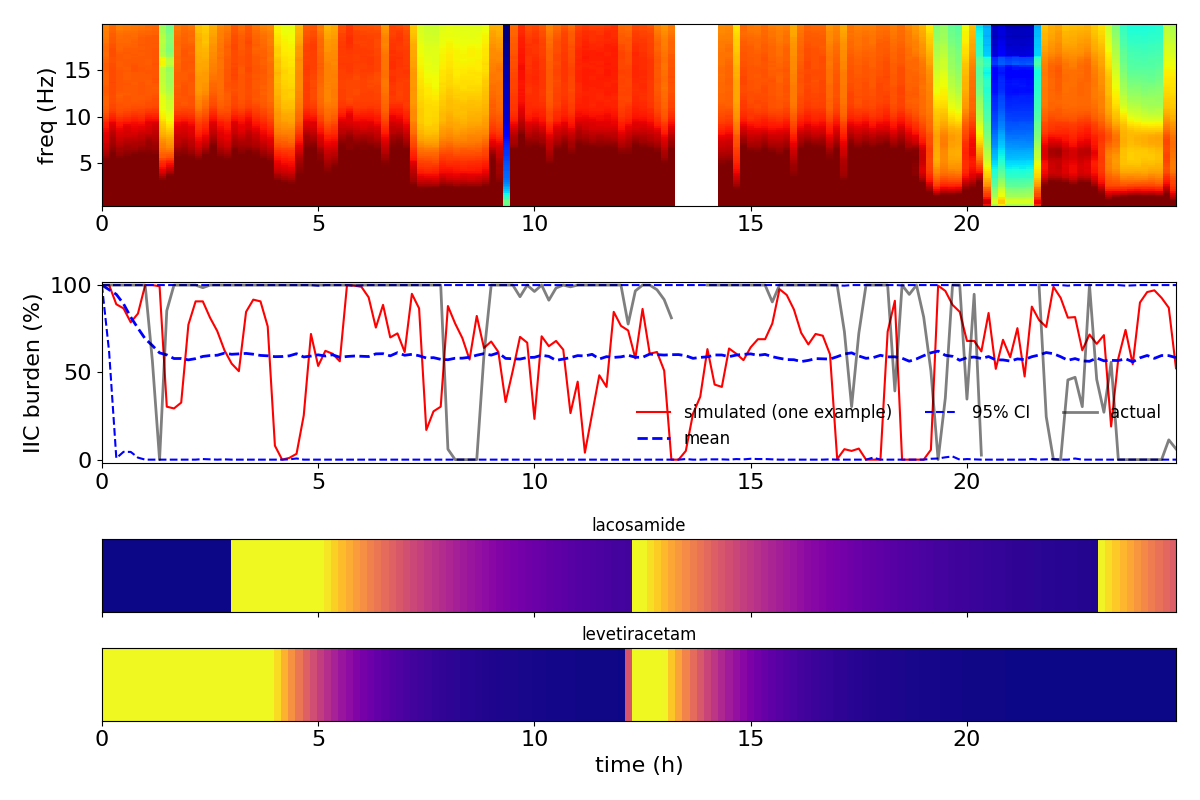 freq (Hz)
15
10
5
0 5 10 15 20
IIC burden (%)
100
50
0
simulated (one example) 95% CI actual
mean
0 5 10 15 20
lacosamide
levetiracetam
0 5 10 15 20
time (h)